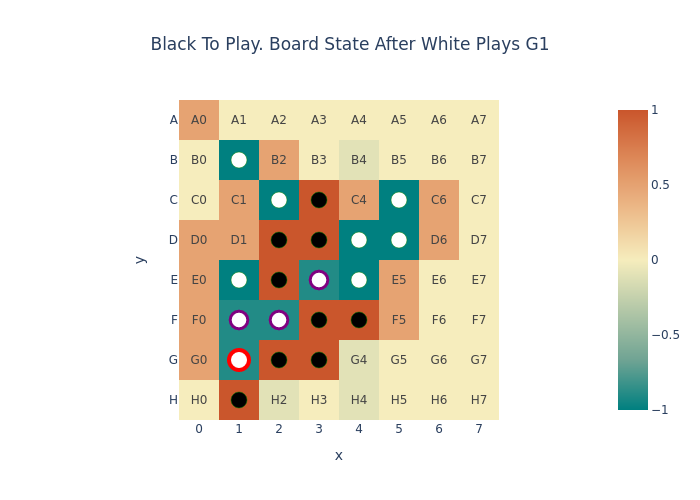 Black To Play. Board State After White Plays G1
A A0 A1 A2 A3 A4 A5 A6 A7
B B0 B2 B3 B4 B5 B6 B7
C C0 C1 C4 C6 C7
D D0 D1 D6 D7
E E0 E5 E6 E7
F F0 F5 F6 F7
G G0 G4 G5 G6 G7
H H0 H2 H3 H4 H5 H6 H7
0 1 2 3 4 5 6 7
x
y
1
0.5
0
−0.5
−1